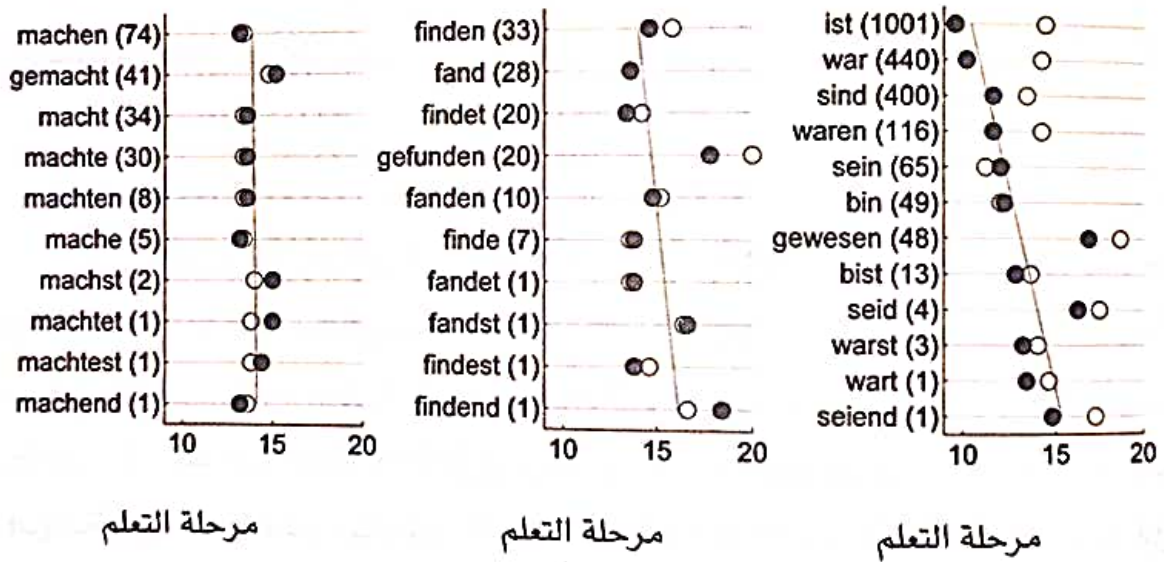 machen (74)
gemacht (41)
macht (34)
machte (30)
machten (8)
mache (5)
machst (2)
machtet (1)
machtest (1)
machend (1)
10 15 20
مرحلة التعلم
finden (33)
fand (28)
findet (20)
gefunden (20)
fanden (10)
finde (7)
fandet (1)
fandst (1)
findest (1)
findend (1)
10 15 20
مرحلة التعلم
ist (1001)
war (440)
sind (400)
waren (116)
sein (65)
bin (49)
gewesen (48)
bist (13)
seid (4)
warst (3)
wart (1)
seiend (1)
10 15 20
مرحلة التعلم